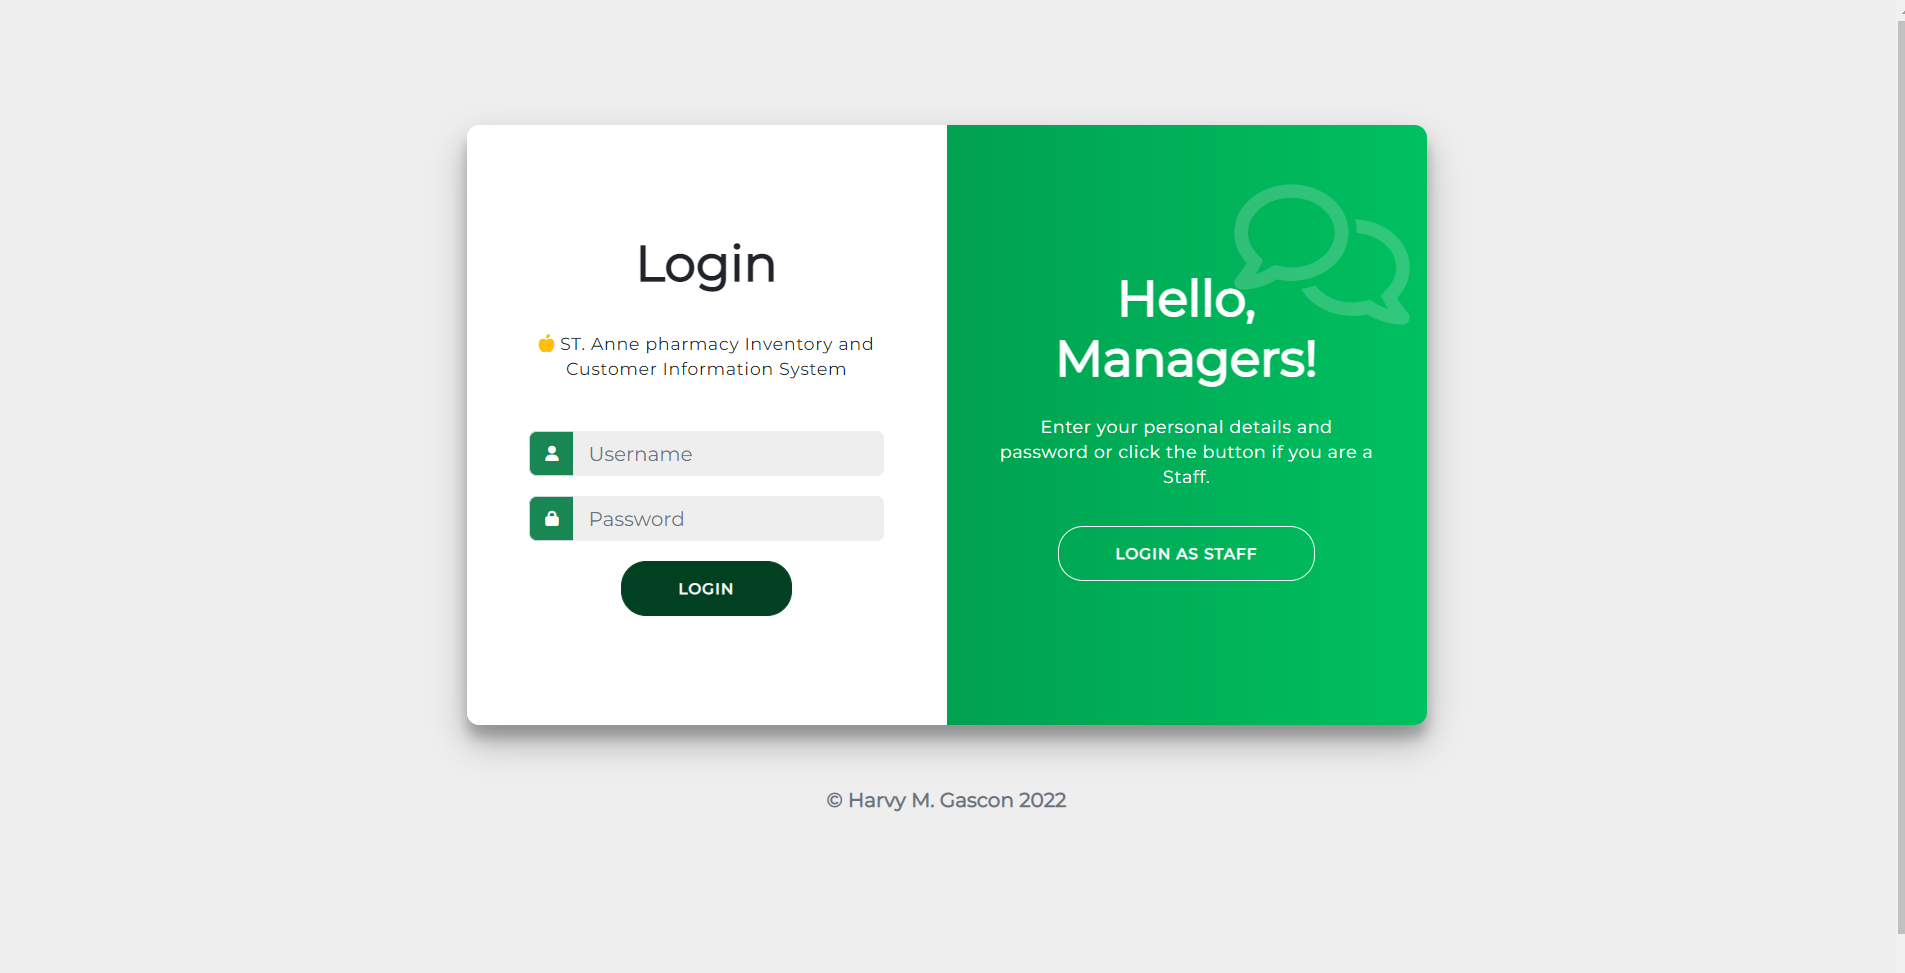 Login
ST. Anne pharmacy Inventory and
Customer Information System
Username
Password
LOGIN
Hello,
Managers!
Enter your personal details and
password or click the button if you are a
Staff.
LOGIN AS STAFF
© Harvy M. Gascon 2022